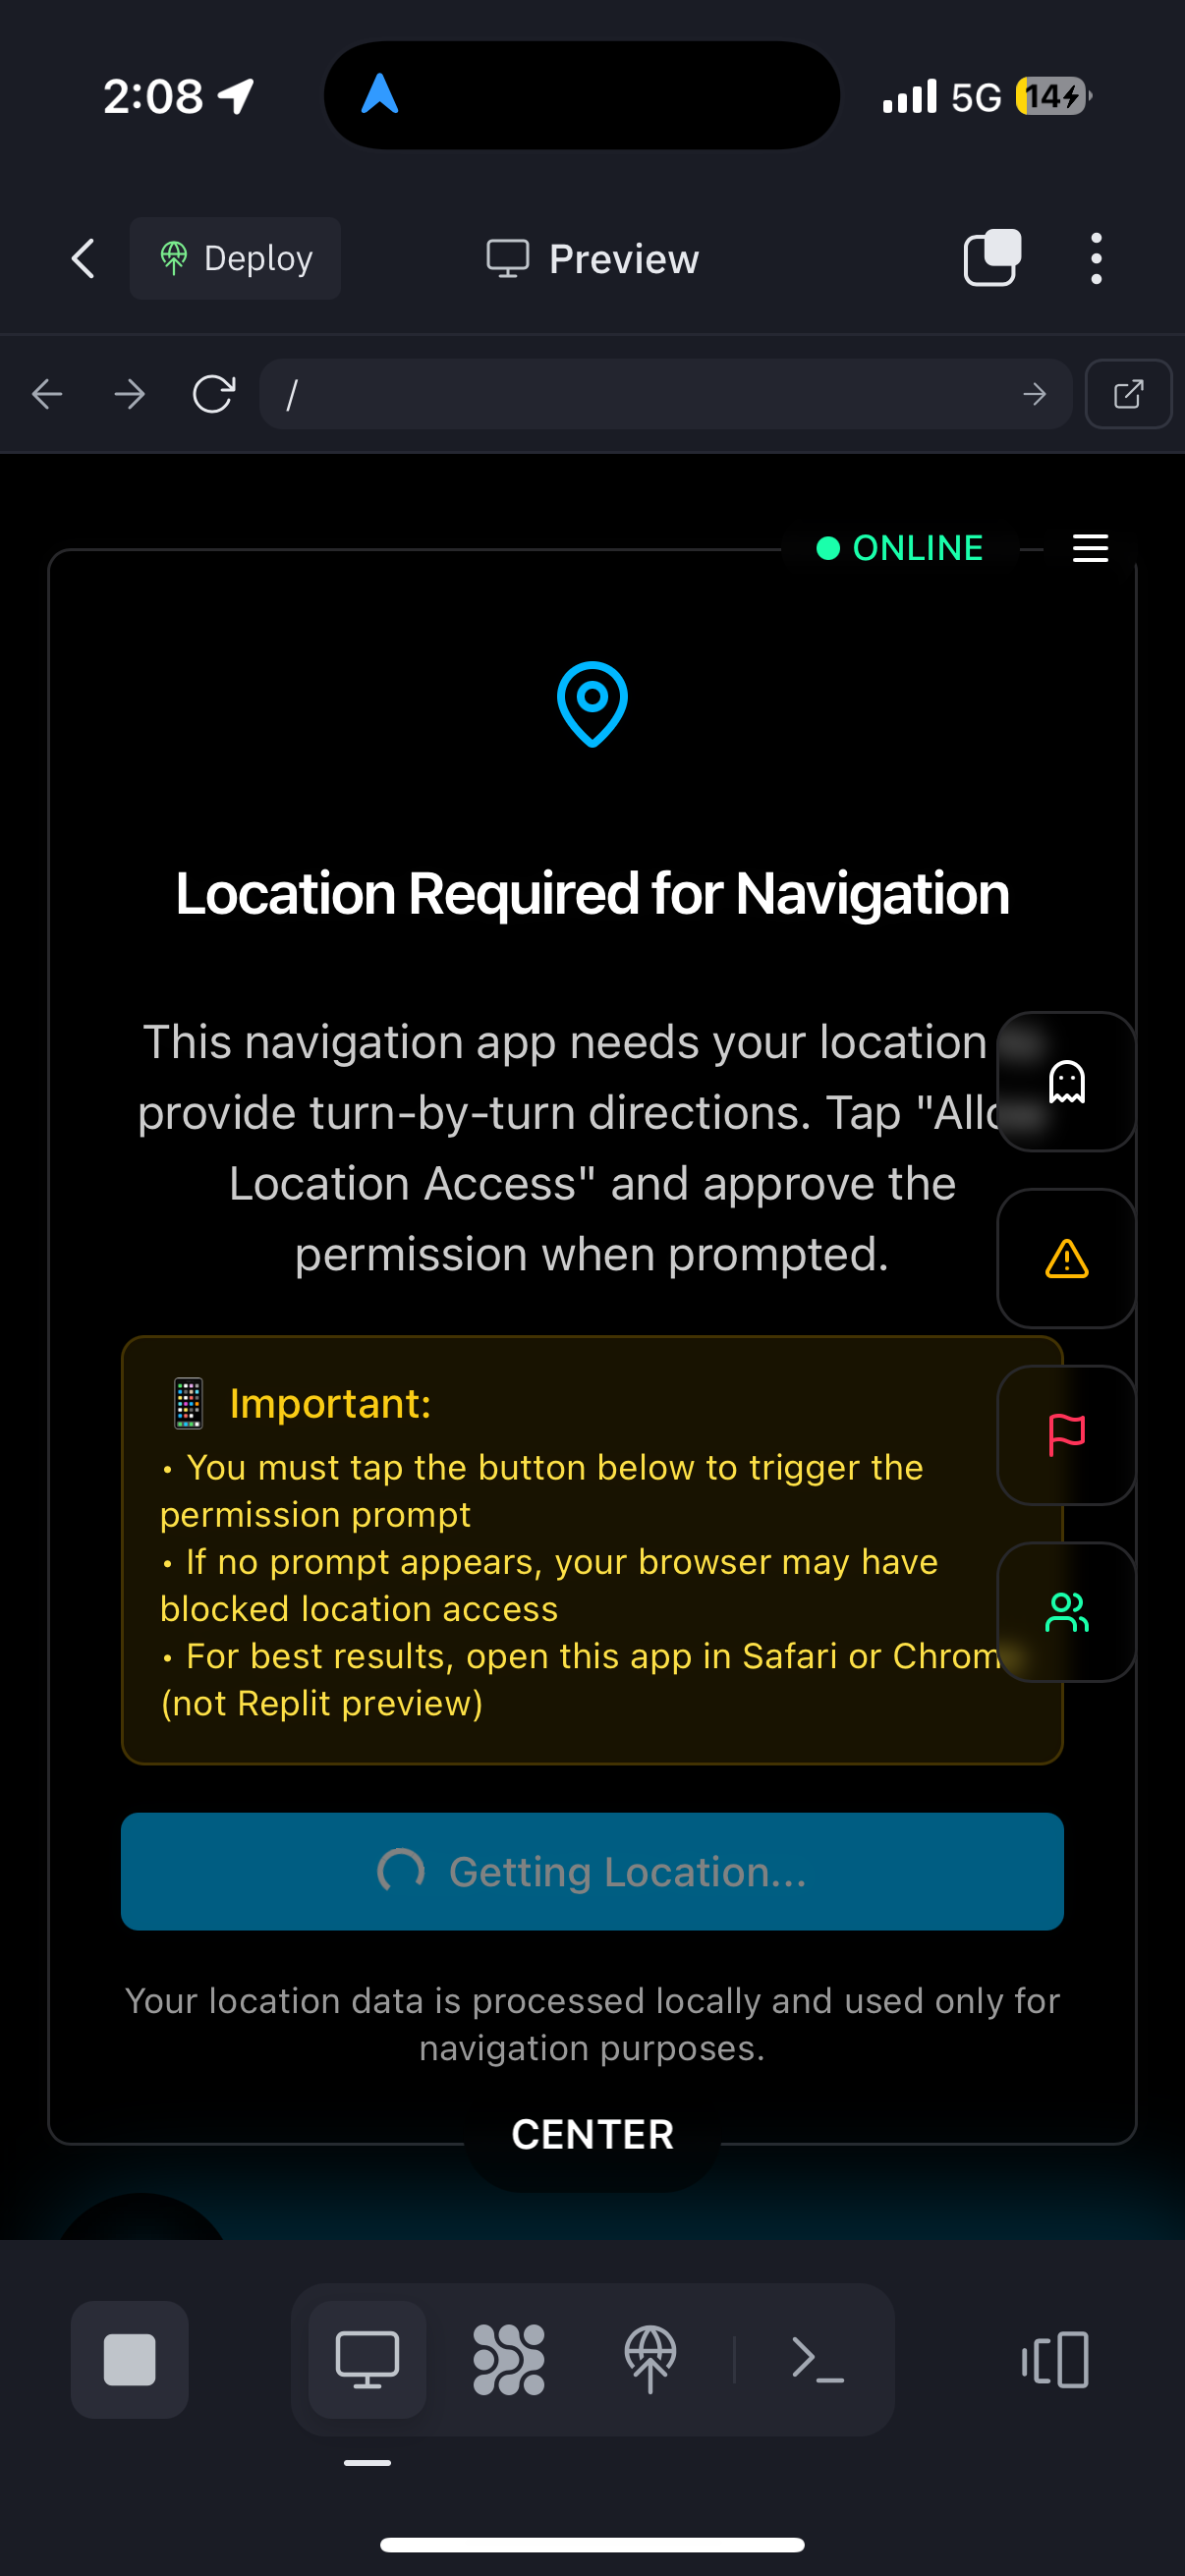 2:08
5G
14
Deploy
Preview
/
ONLINE
Location Required for Navigation
This navigation app needs your location
provide turn-by-turn directions. Tap "Allo
Location Access" and approve the
permission when prompted.
📱 Important:
• You must tap the button below to trigger the
permission prompt
• If no prompt appears, your browser may have
blocked location access
• For best results, open this app in Safari or Chrom
(not Replit preview)
Getting Location...
Your location data is processed locally and used only for
navigation purposes.
CENTER